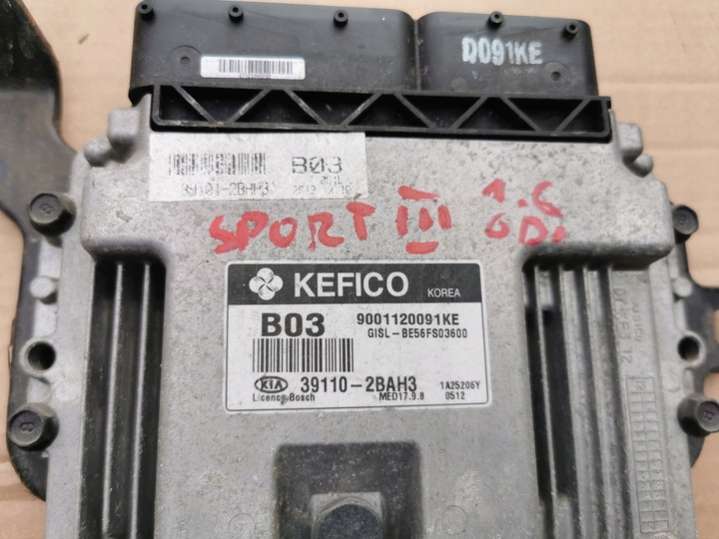 D091KE
B03
39101-2BAH3
SPORT III 1.6
GDi
KEFICO KOREA
B03 9001120091KE
GISL-BE56FS03600
KIA 39110-2BAH3 1A25206Y
Licence Bosch MED17.9.8 0512